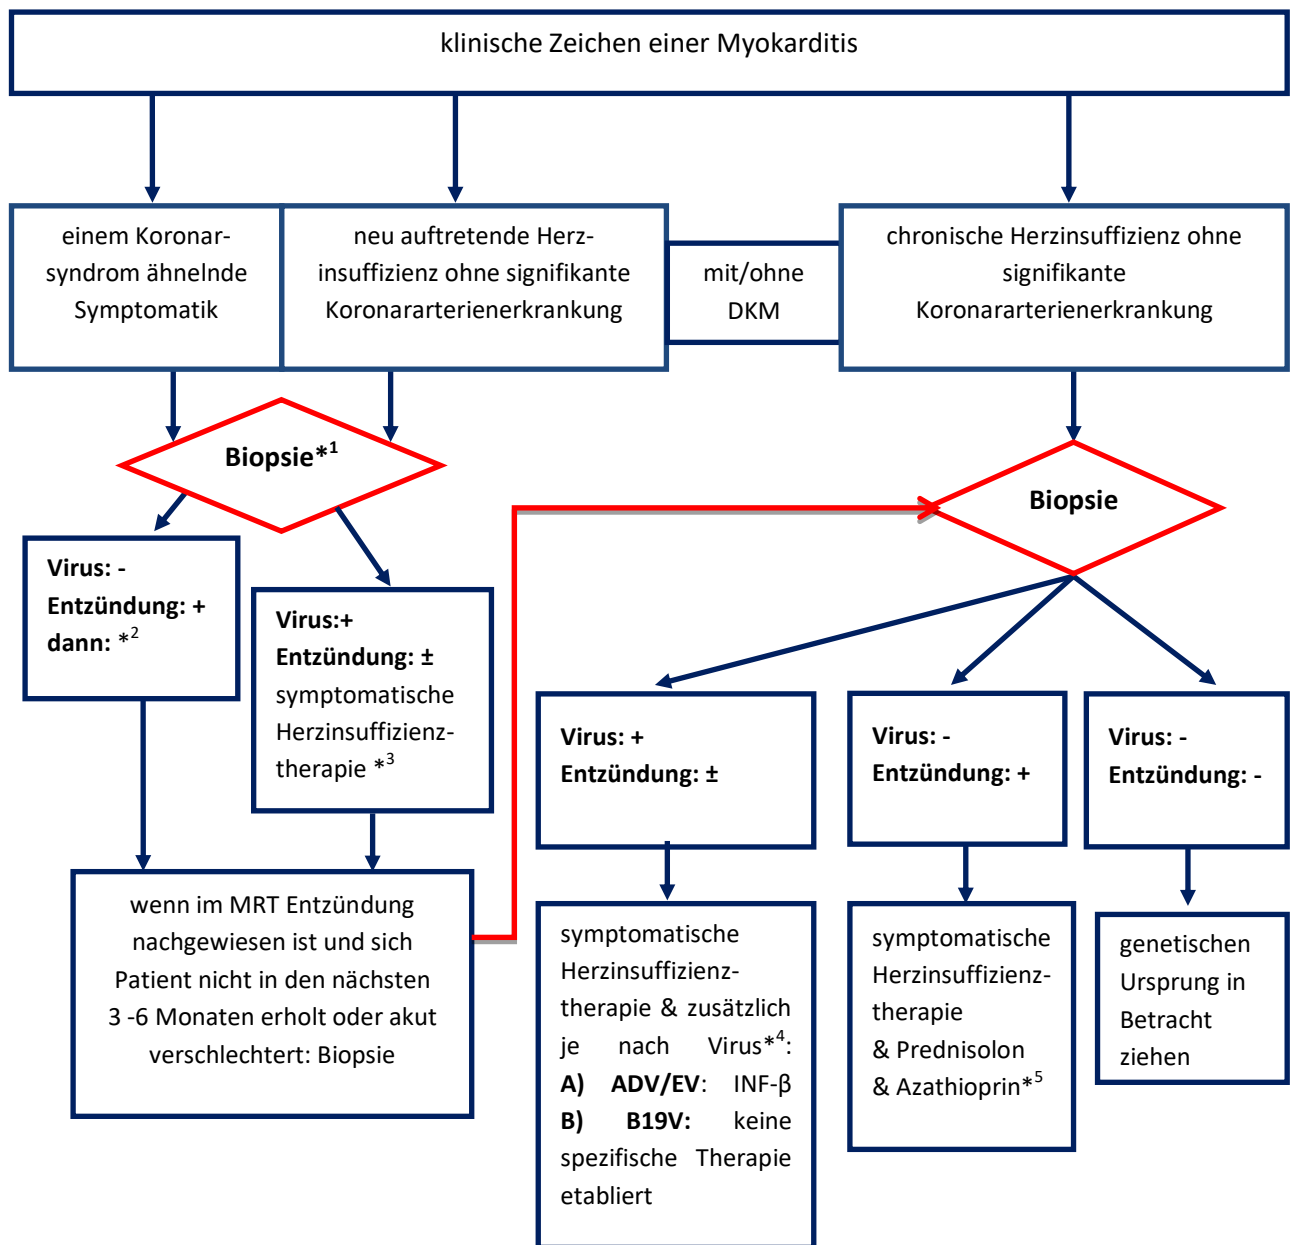 klinische Zeichen einer Myokarditis
einem Koronar-
syndrom ähnelnde
Symptomatik
neu auftretende Herz-
insuffizienz ohne signifikante
Koronararterienerkrankung
mit/ohne
DKM
chronische Herzinsuffizienz ohne
signifikante
Koronararterienerkrankung
Biopsie*1
Biopsie
Virus: -
Entzündung: +
dann: *2
Virus:+
Entzündung: ±
symptomatische
Herzinsuffizienz-
therapie *3
Virus: +
Entzündung: ±
Virus: -
Entzündung: +
Virus: -
Entzündung: -
wenn im MRT Entzündung
nachgewiesen ist und sich
Patient nicht in den nächsten
3 -6 Monaten erholt oder akut
verschlechtert: Biopsie
symptomatische
Herzinsuffizienz-
therapie & zusätzlich
je nach Virus*4:
A) ADV/EV: INF-β
B) B19V: keine
spezifische Therapie
etabliert
symptomatische
Herzinsuffizienz-
therapie
& Prednisolon
& Azathioprin*5
genetischen
Ursprung in
Betracht
ziehen